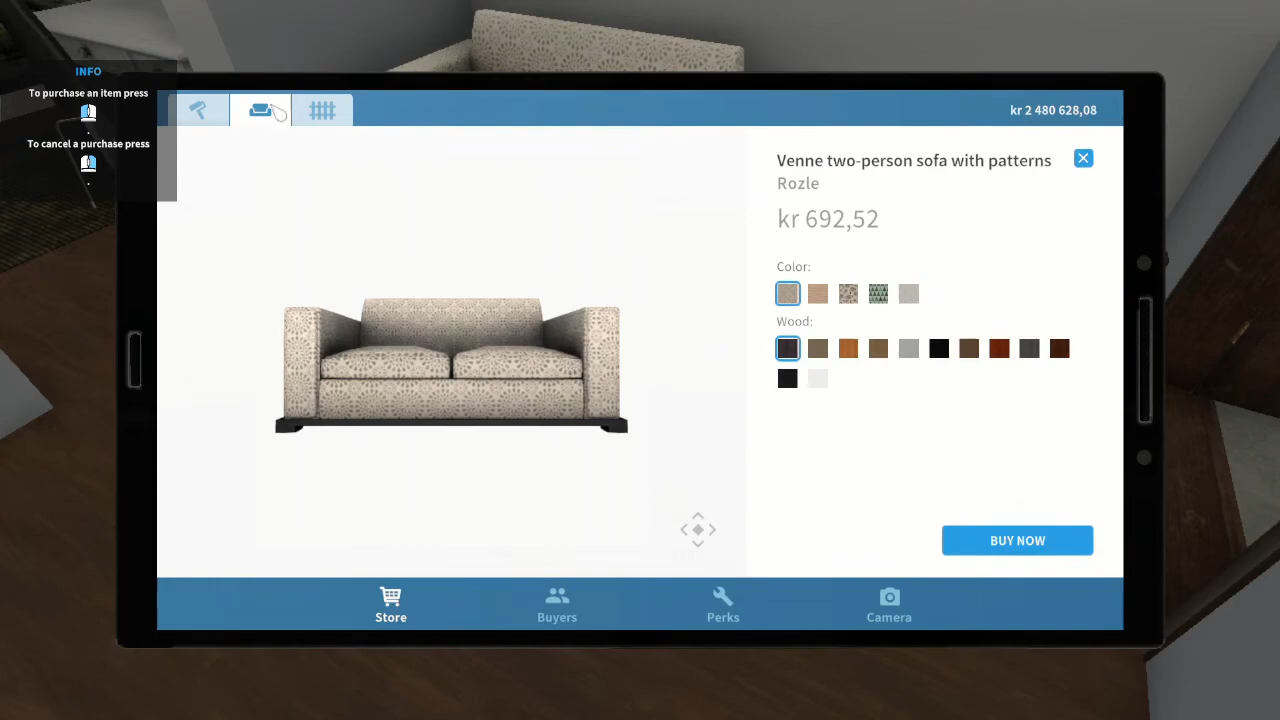 INFO
To purchase an item press
.
To cancel a purchase press
.
kr 2 480 628,08
Venne two-person sofa with patterns
Rozle
kr 692,52
Color:
Wood:
BUY NOW
Store
Buyers
Perks
Camera